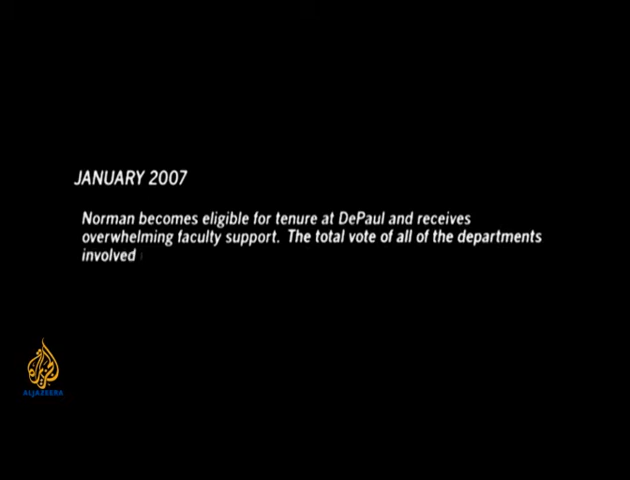 JANUARY 2007
Norman becomes eligible for tenure at DePaul and receives
overwhelming faculty support. The total vote of all of the departments
involved
ALJAZEERA